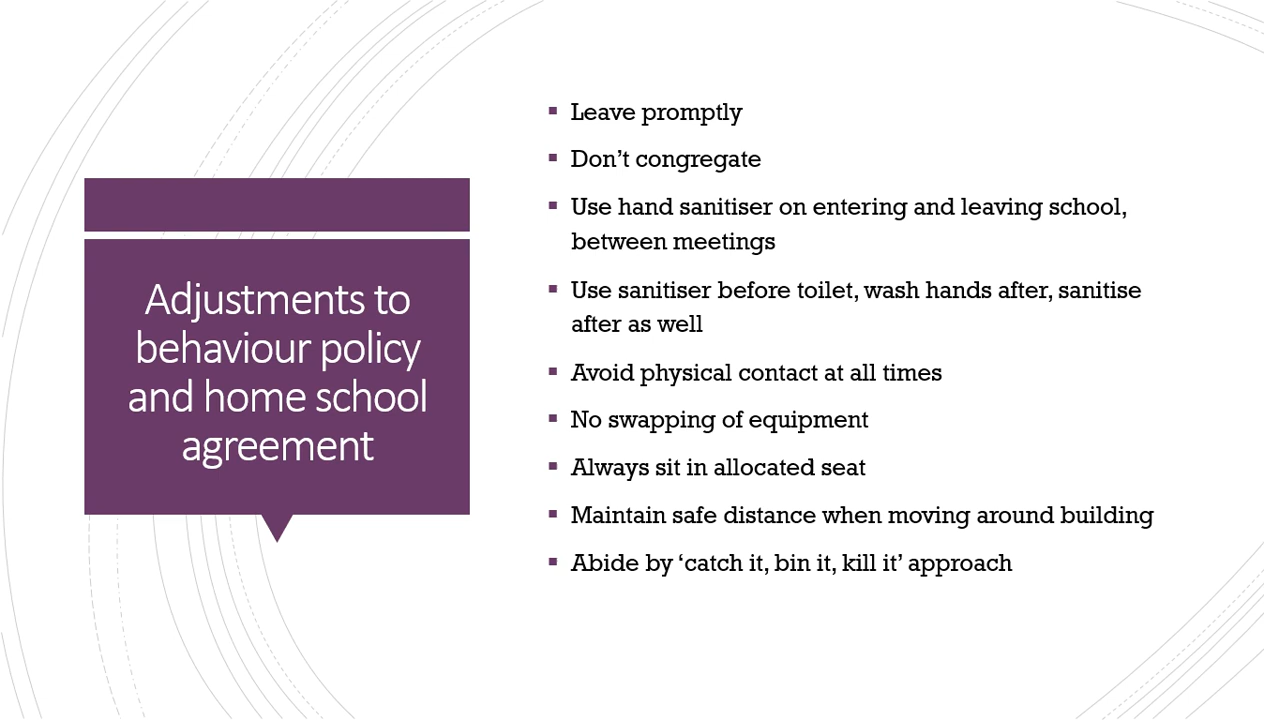 Adjustments to
behaviour policy
and home school
agreement
Leave promptly
Don’t congregate
Use hand sanitiser on entering and leaving school,
between meetings
Use sanitiser before toilet, wash hands after, sanitise
after as well
Avoid physical contact at all times
No swapping of equipment
Always sit in allocated seat
Maintain safe distance when moving around building
Abide by ‘catch it, bin it, kill it’ approach